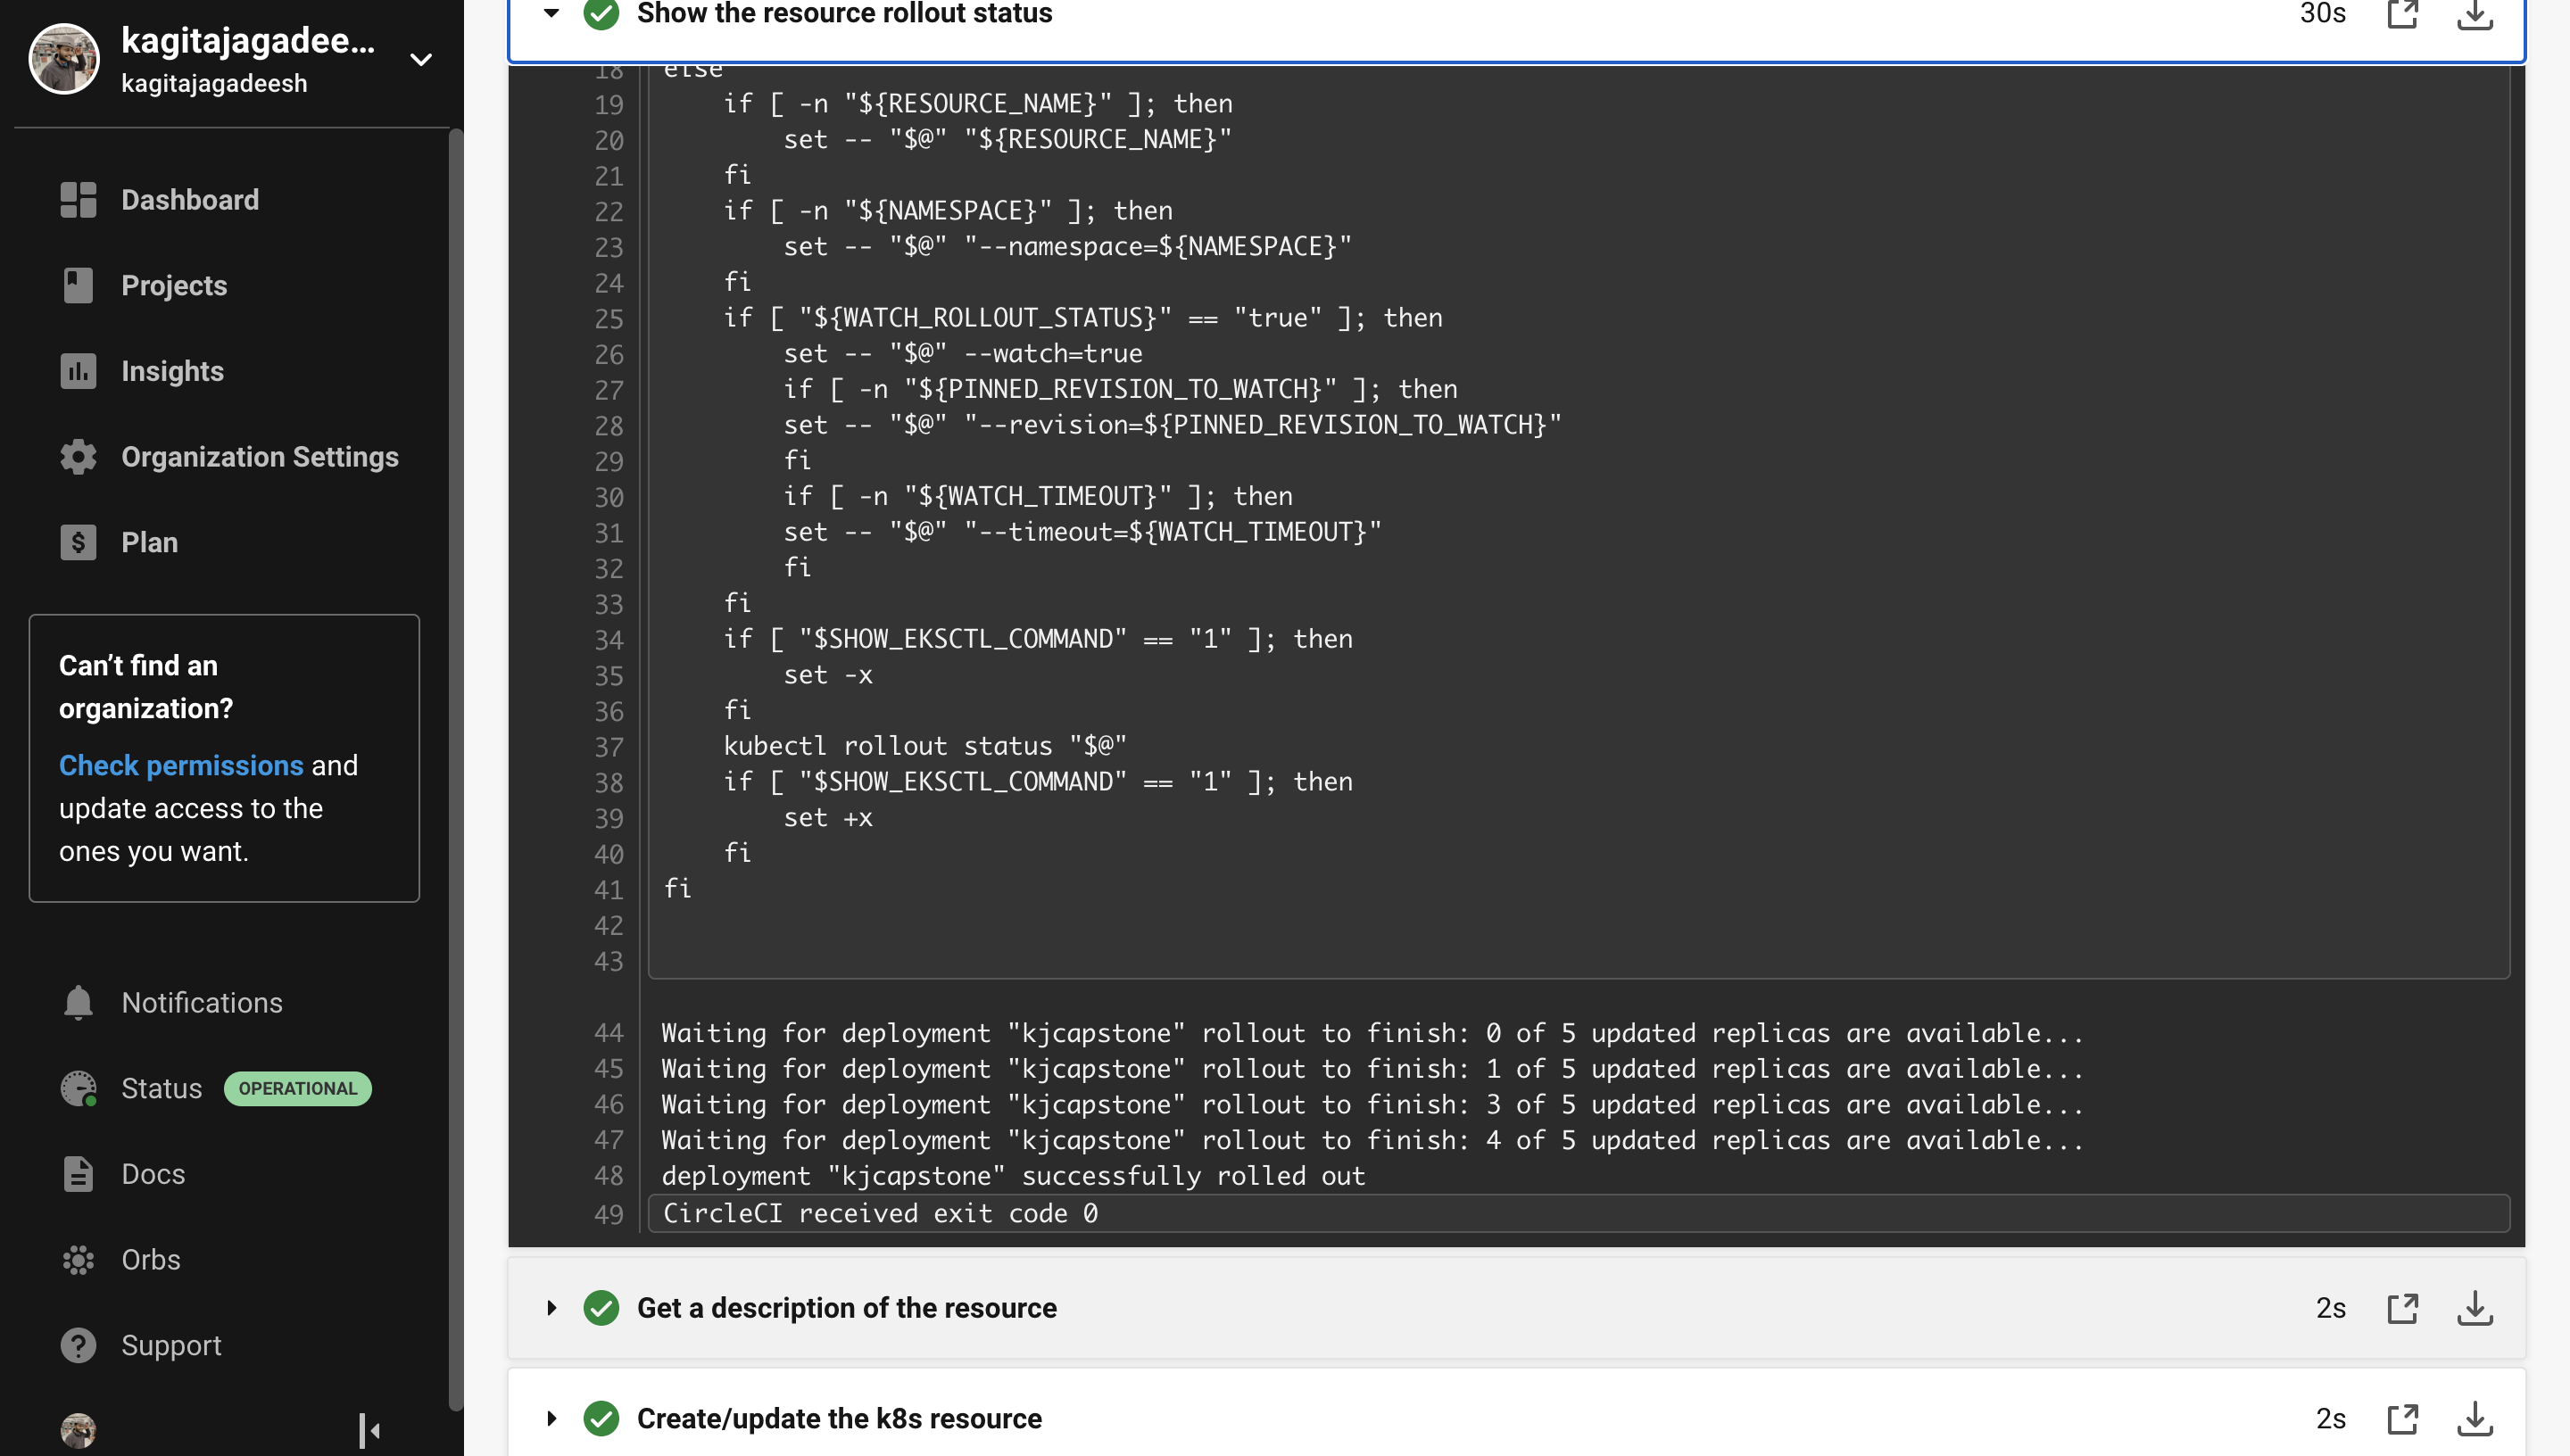 kagitajagadee...
kagitajagadeesh
Dashboard
Projects
Insights
Organization Settings
Plan
Can’t find an
organization?
Check permissions and
update access to the
ones you want.
Notifications
Status OPERATIONAL
Docs
Orbs
Support
Show the resource rollout status 30s
18 else
19 if [ -n "${RESOURCE_NAME}" ]; then
20 set -- "$@" "${RESOURCE_NAME}"
21 fi
22 if [ -n "${NAMESPACE}" ]; then
23 set -- "$@" "--namespace=${NAMESPACE}"
24 fi
25 if [ "${WATCH_ROLLOUT_STATUS}" == "true" ]; then
26 set -- "$@" --watch=true
27 if [ -n "${PINNED_REVISION_TO_WATCH}" ]; then
28 set -- "$@" "--revision=${PINNED_REVISION_TO_WATCH}"
29 fi
30 if [ -n "${WATCH_TIMEOUT}" ]; then
31 set -- "$@" "--timeout=${WATCH_TIMEOUT}"
32 fi
33 fi
34 if [ "$SHOW_EKSCTL_COMMAND" == "1" ]; then
35 set -x
36 fi
37 kubectl rollout status "$@"
38 if [ "$SHOW_EKSCTL_COMMAND" == "1" ]; then
39 set +x
40 fi
41 fi
42
43
44 Waiting for deployment "kjcapstone" rollout to finish: 0 of 5 updated replicas are available...
45 Waiting for deployment "kjcapstone" rollout to finish: 1 of 5 updated replicas are available...
46 Waiting for deployment "kjcapstone" rollout to finish: 3 of 5 updated replicas are available...
47 Waiting for deployment "kjcapstone" rollout to finish: 4 of 5 updated replicas are available...
48 deployment "kjcapstone" successfully rolled out
49 CircleCI received exit code 0
Get a description of the resource 2s
Create/update the k8s resource 2s